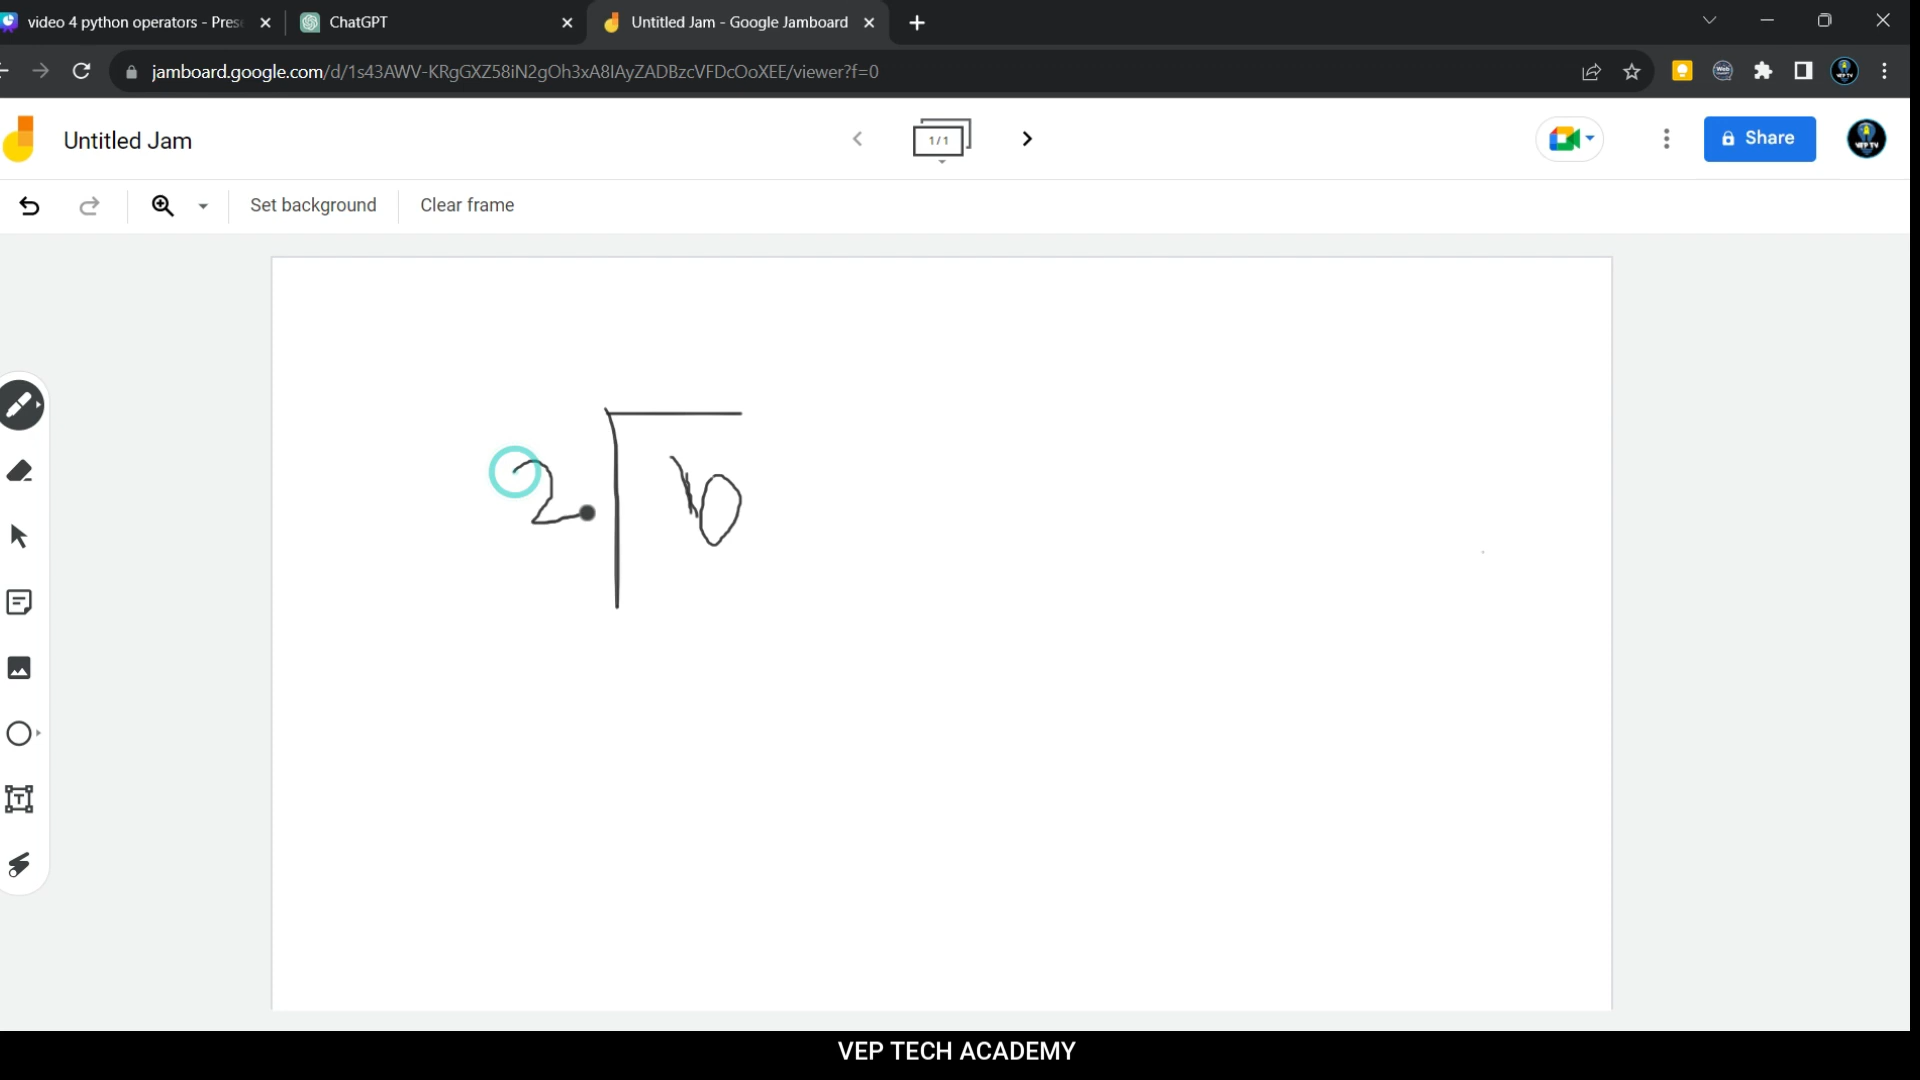 video 4 python operators - Pres
ChatGPT
Untitled Jam - Google Jamboard
jamboard.google.com/d/1s43AWV-KRgGXZ58iN2gOh3xA8IAyZADBzcVFDcOoXEE/viewer?f=0
Untitled Jam
1/1
Share
Set background
Clear frame
2 10
VEP TECH ACADEMY